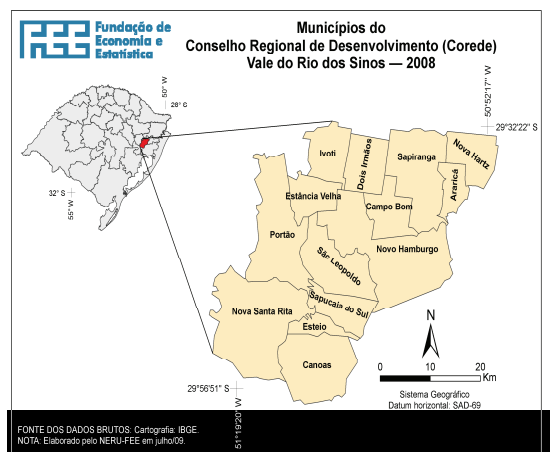 FEE Fundação de
Economia e
Estatística
Municípios do
Conselho Regional de Desenvolvimento (Corede)
Vale do Rio dos Sinos — 2008
50° W
28° S
32° S
55° W
50°52'17" W
29°32'22" S
Ivoti
Dois Irmãos
Sapiranga
Nova Hartz
Araricá
Estância Velha
Campo Bom
Portão
Novo Hamburgo
São Leopoldo
Nova Santa Rita
Sapucaia do Sul
Esteio
Canoas
N
0 10 20
Km
29°56'51" S
51°19'20" W
Sistema Geográfico
Datum horizontal: SAD-69
FONTE DOS DADOS BRUTOS: Cartografia: IBGE.
NOTA: Elaborado pelo NERU-FEE em julho/09.